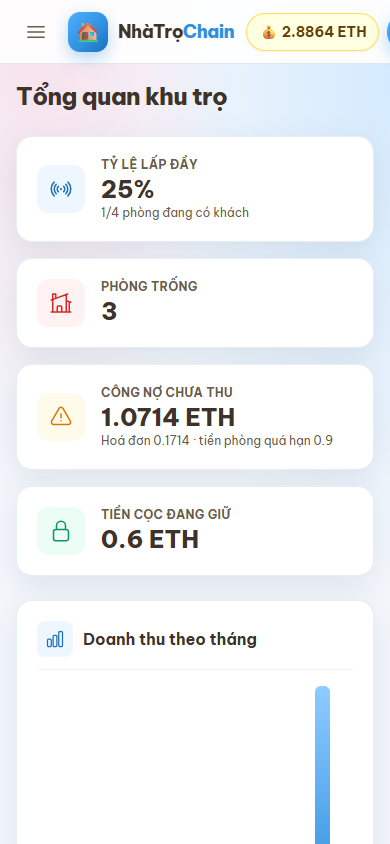 NhàTrọChain
2.8864 ETH
Tổng quan khu trọ
TỶ LỆ LẤP ĐẦY
25%
1/4 phòng đang có khách
PHÒNG TRỐNG
3
CÔNG NỢ CHƯA THU
1.0714 ETH
Hoá đơn 0.1714 · tiền phòng quá hạn 0.9
TIỀN CỌC ĐANG GIỮ
0.6 ETH
Doanh thu theo tháng